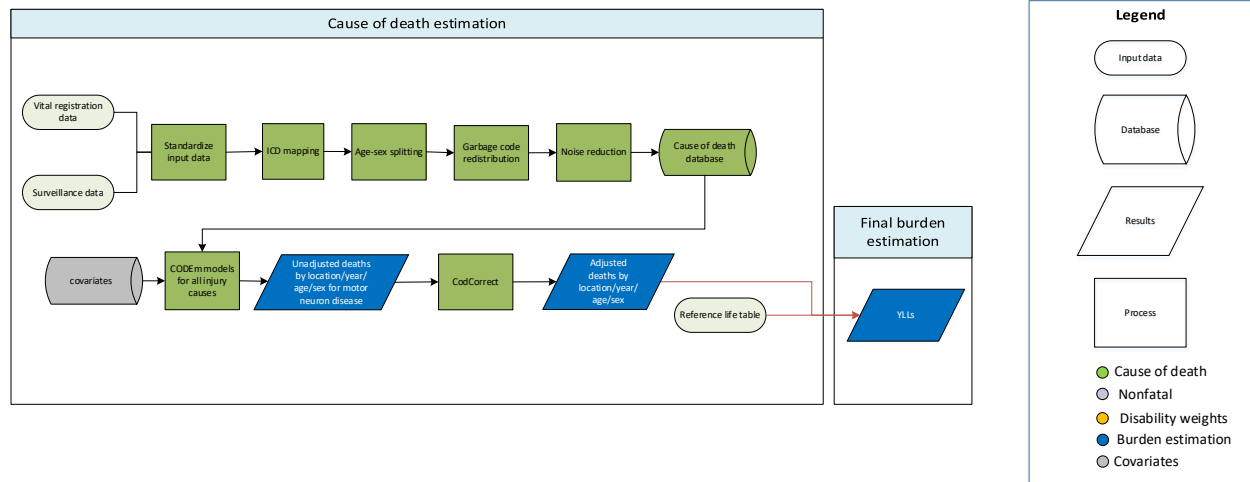 Cause of death estimation
Vital registration
data
Surveillance data
Standardize
input data
ICD mapping
Age-sex splitting
Garbage code
redistribution
Noise reduction
Cause of death
database
covariates
CODEm models
for all injury
causes
Unadjusted deaths
by location/year/
age/sex for motor
neuron disease
CodCorrect
Adjusted
deaths by
location/year/
age/sex
Reference life table
Final burden
estimation
YLLs
Legend
Input data
Database
Results
Process
Cause of death
Nonfatal
Disability weights
Burden estimation
Covariates